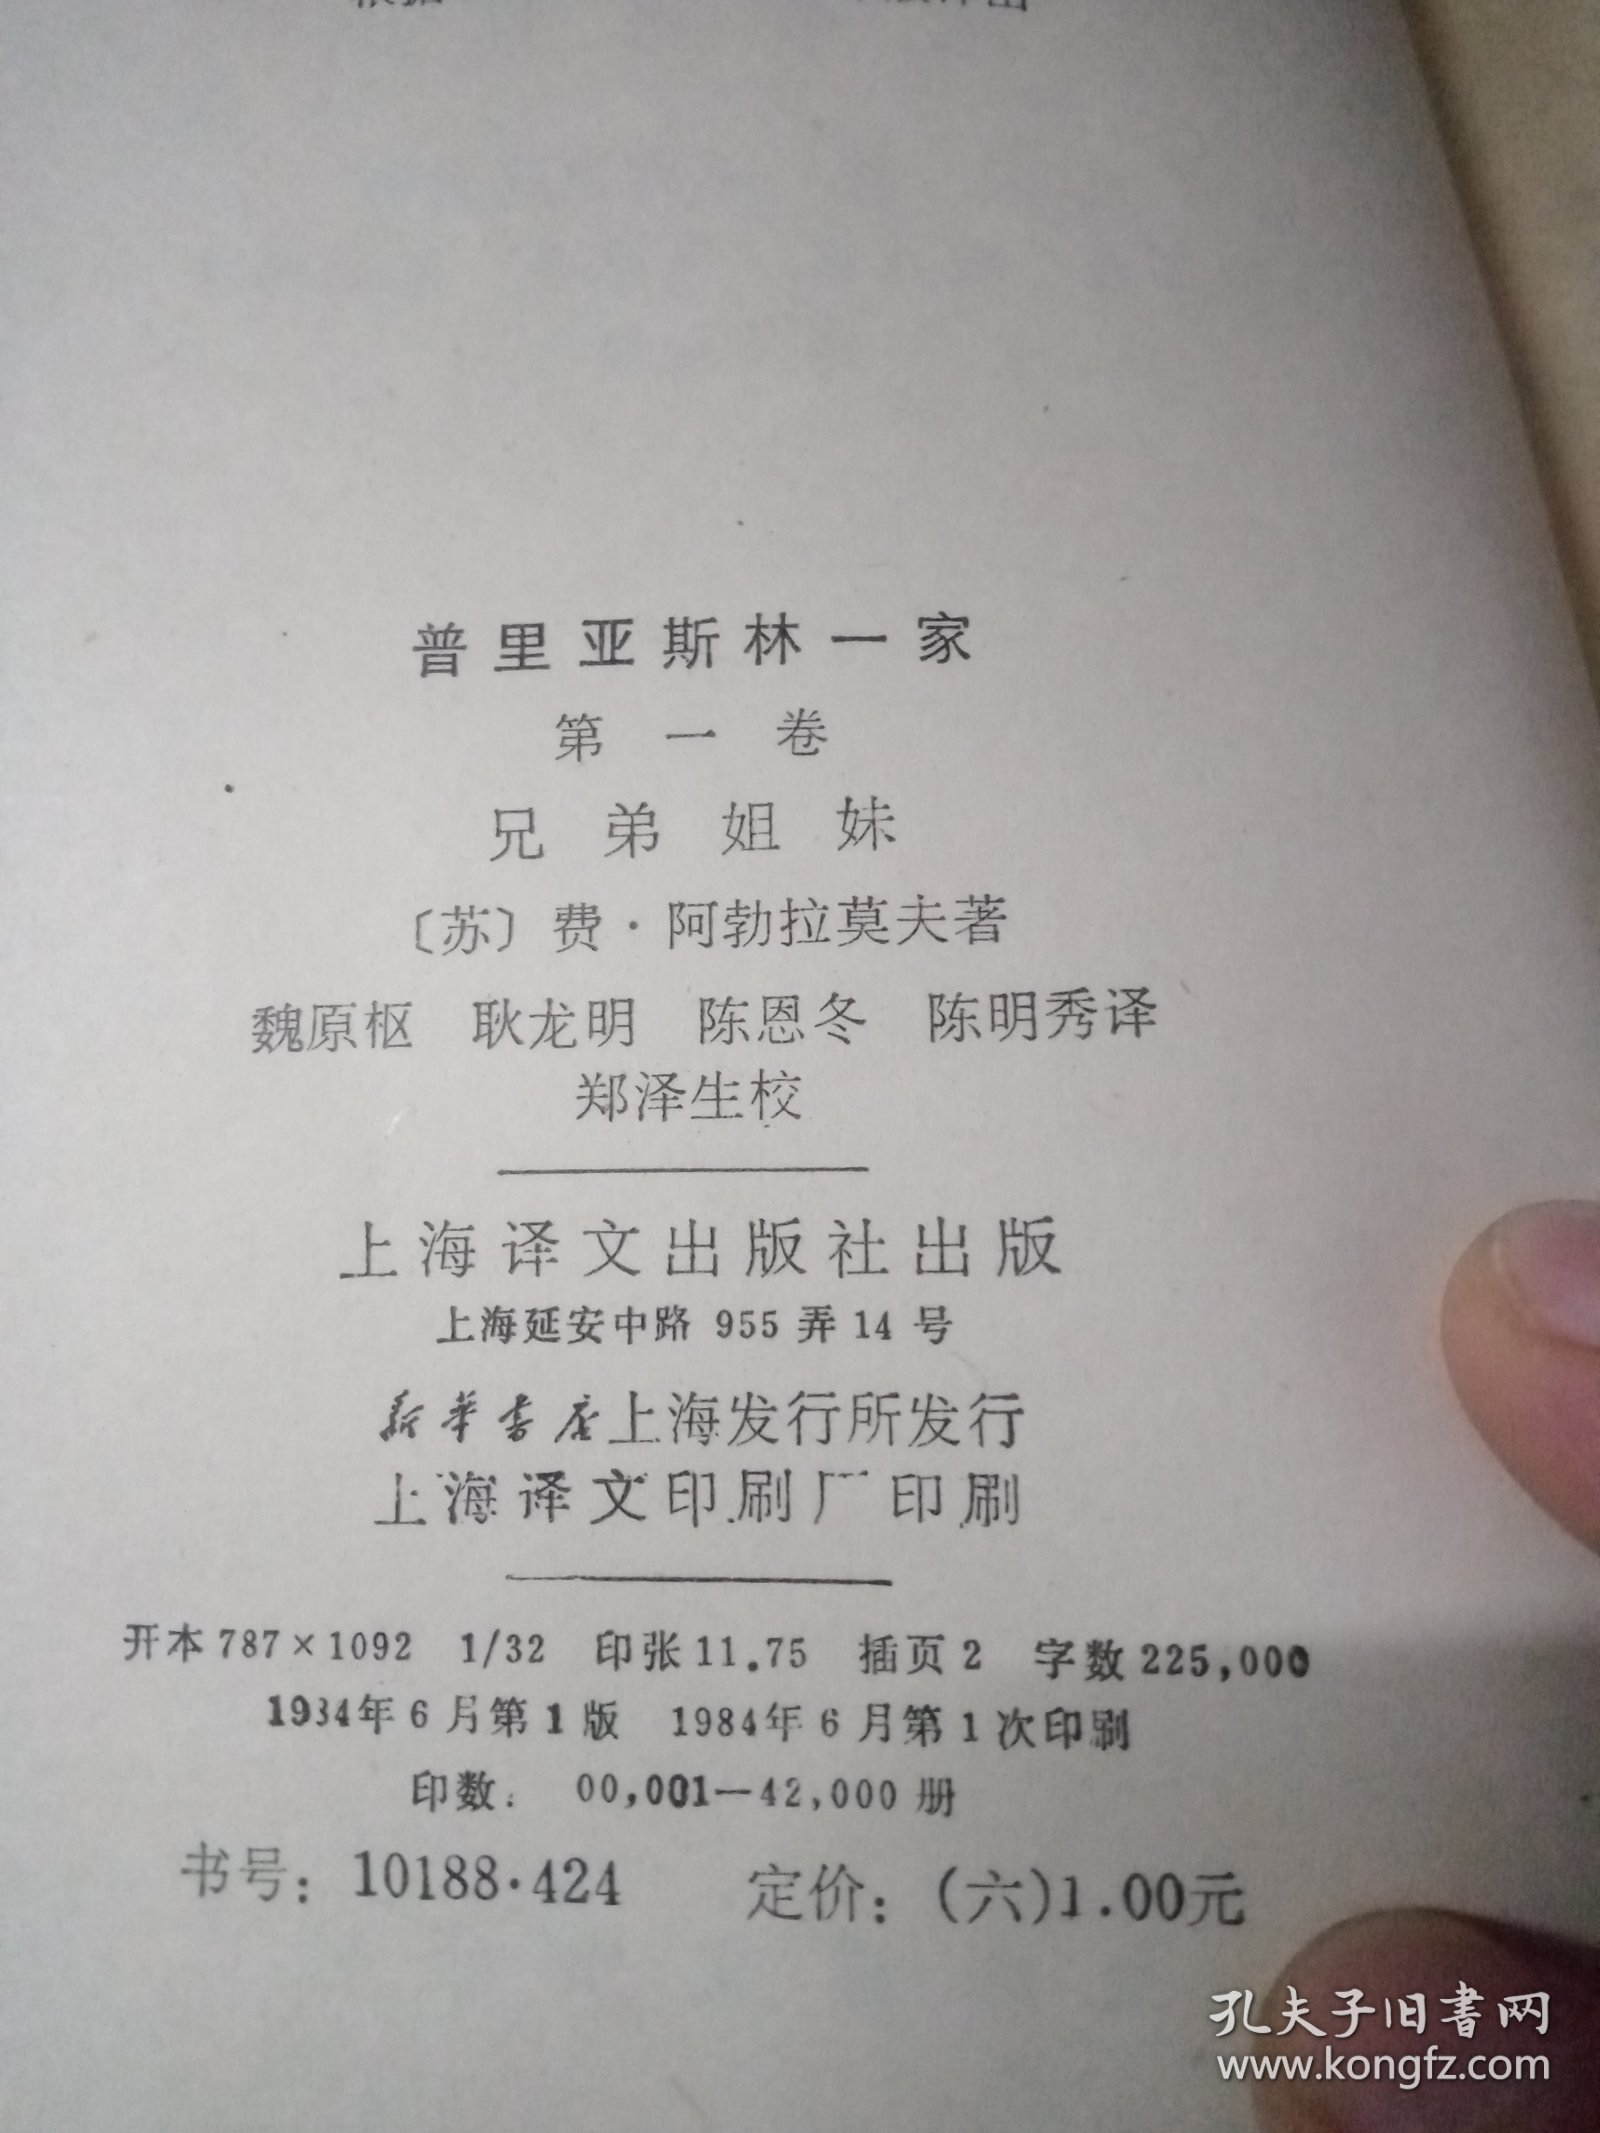 普里亚斯林一家
第一卷
兄弟姐妹
〔苏〕费·阿勃拉莫夫著
魏原枢 耿龙明 陈恩冬 陈明秀译
郑泽生校
上海译文出版社出版
上海延安中路 955 弄 14 号
新华书店上海发行所发行
上海译文印刷厂印刷
开本 787×1092 1/32 印张 11.75 插页 2 字数 225,000
1984年 6 月第 1 版 1984年 6 月第 1 次印刷
印数: 00,001—42,000 册
书号: 10188·424 定价: (六)1.00元
孔夫子旧书网
www.kongfz.com